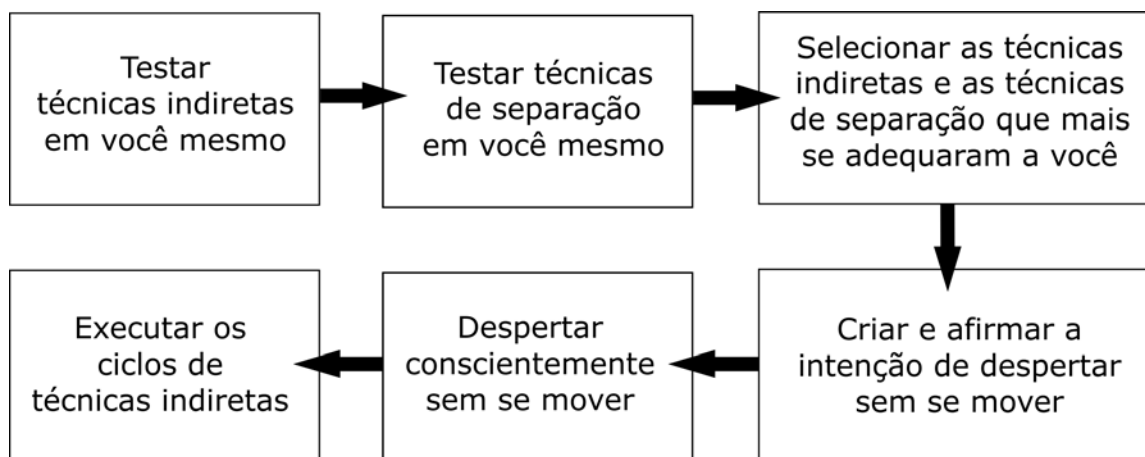 Testar
técnicas indiretas
em você mesmo
Testar técnicas
de separação
em você mesmo
Selecionar as técnicas
indiretas e as técnicas
de separação que mais
se adequaram a você
Criar e afirmar a
intenção de despertar
sem se mover
Despertar
conscientemente
sem se mover
Executar os
ciclos de
técnicas indiretas